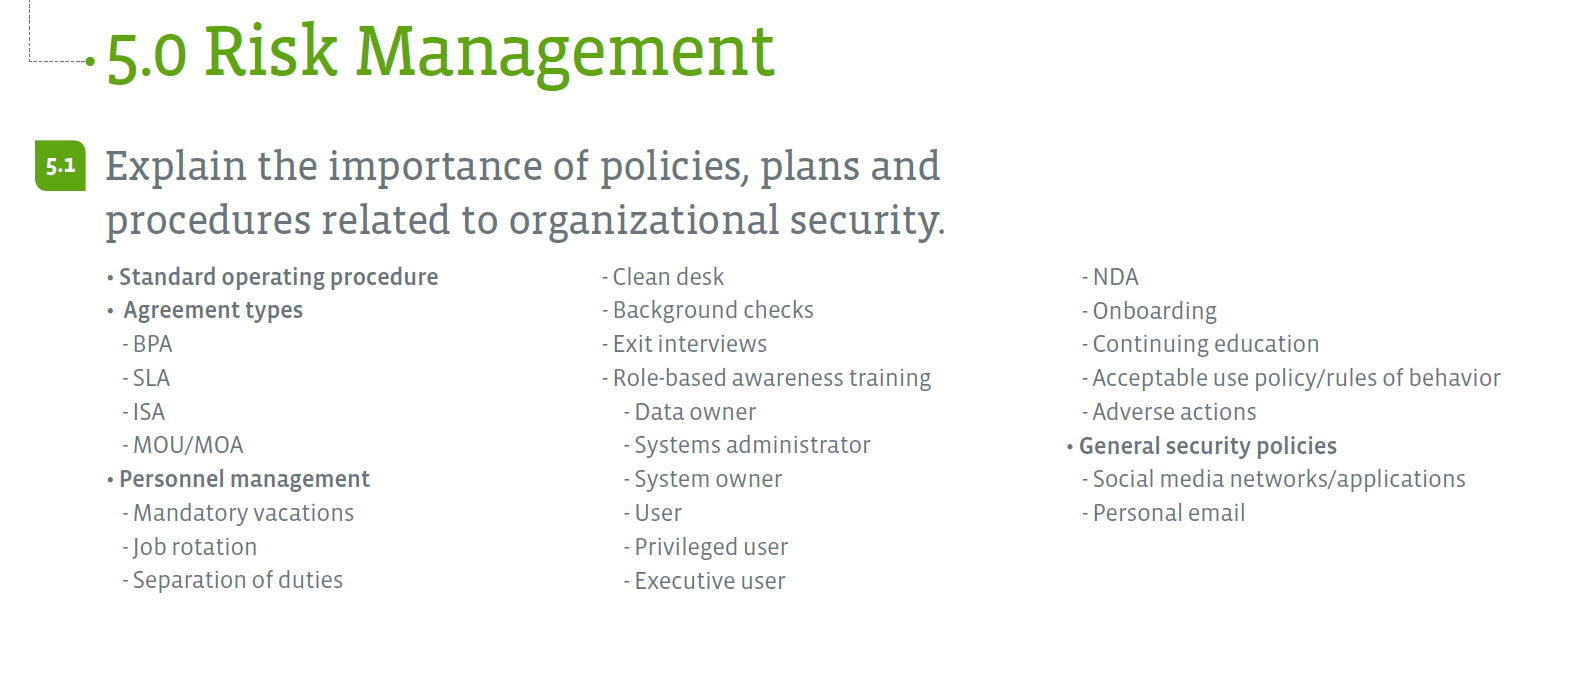 5.0 Risk Management
5.1
Explain the importance of policies, plans and
procedures related to organizational security.
• Standard operating procedure
• Agreement types
- BPA
- SLA
- ISA
- MOU/MOA
• Personnel management
- Mandatory vacations
- Job rotation
- Separation of duties
- Clean desk
- Background checks
- Exit interviews
- Role-based awareness training
- Data owner
- Systems administrator
- System owner
- User
- Privileged user
- Executive user
- NDA
- Onboarding
- Continuing education
- Acceptable use policy/rules of behavior
- Adverse actions
• General security policies
- Social media networks/applications
- Personal email